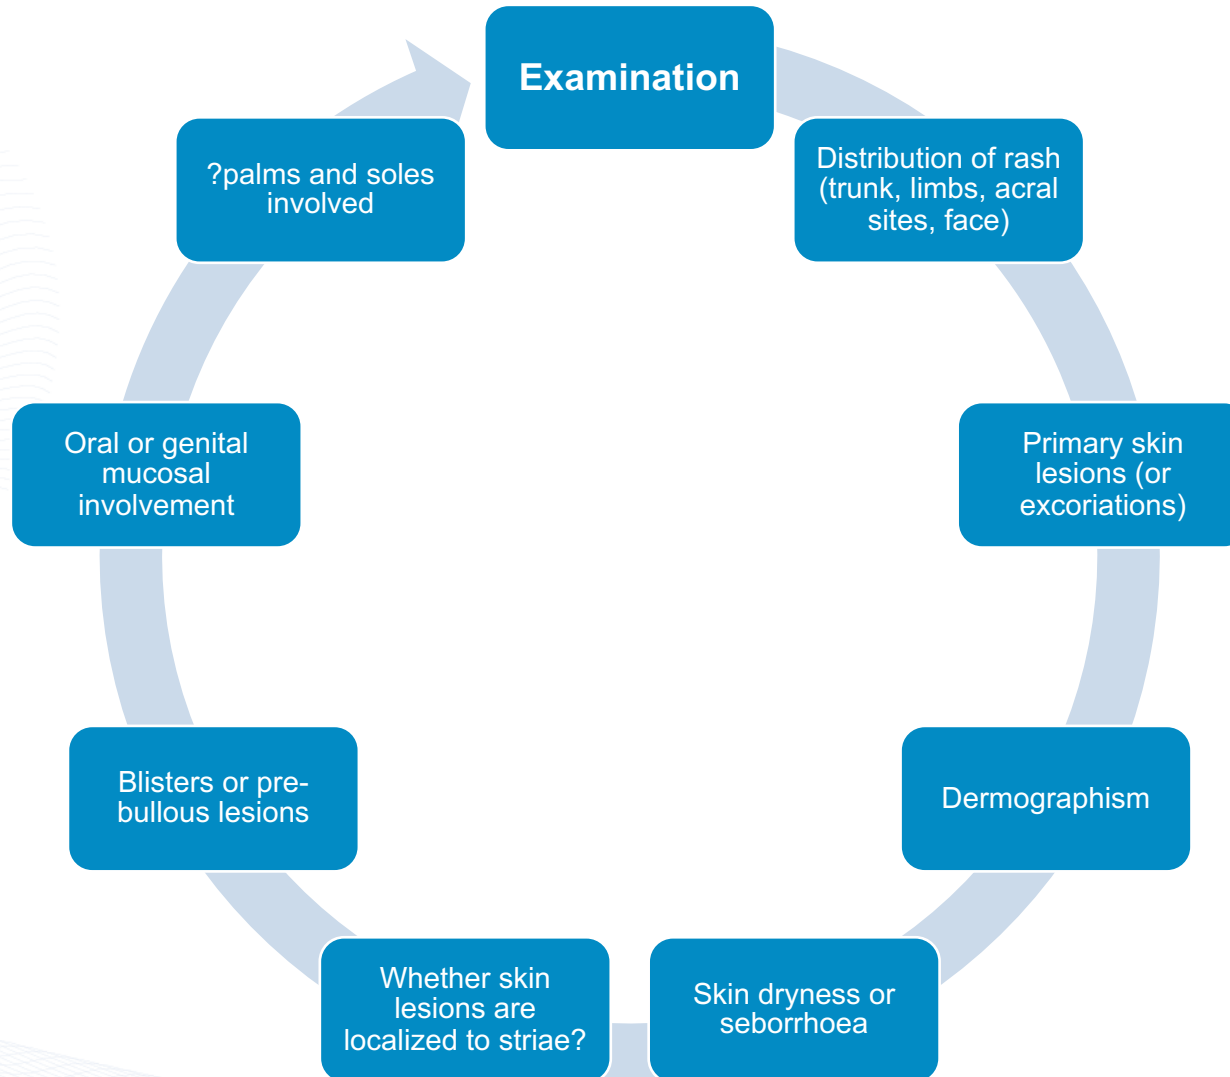 Examination
Distribution of rash
(trunk, limbs, acral
sites, face)
Primary skin
lesions (or
excoriations)
Dermographism
Skin dryness or
seborrhoea
Whether skin
lesions are
localized to striae?
Blisters or pre-
bullous lesions
Oral or genital
mucosal
involvement
?palms and soles
involved